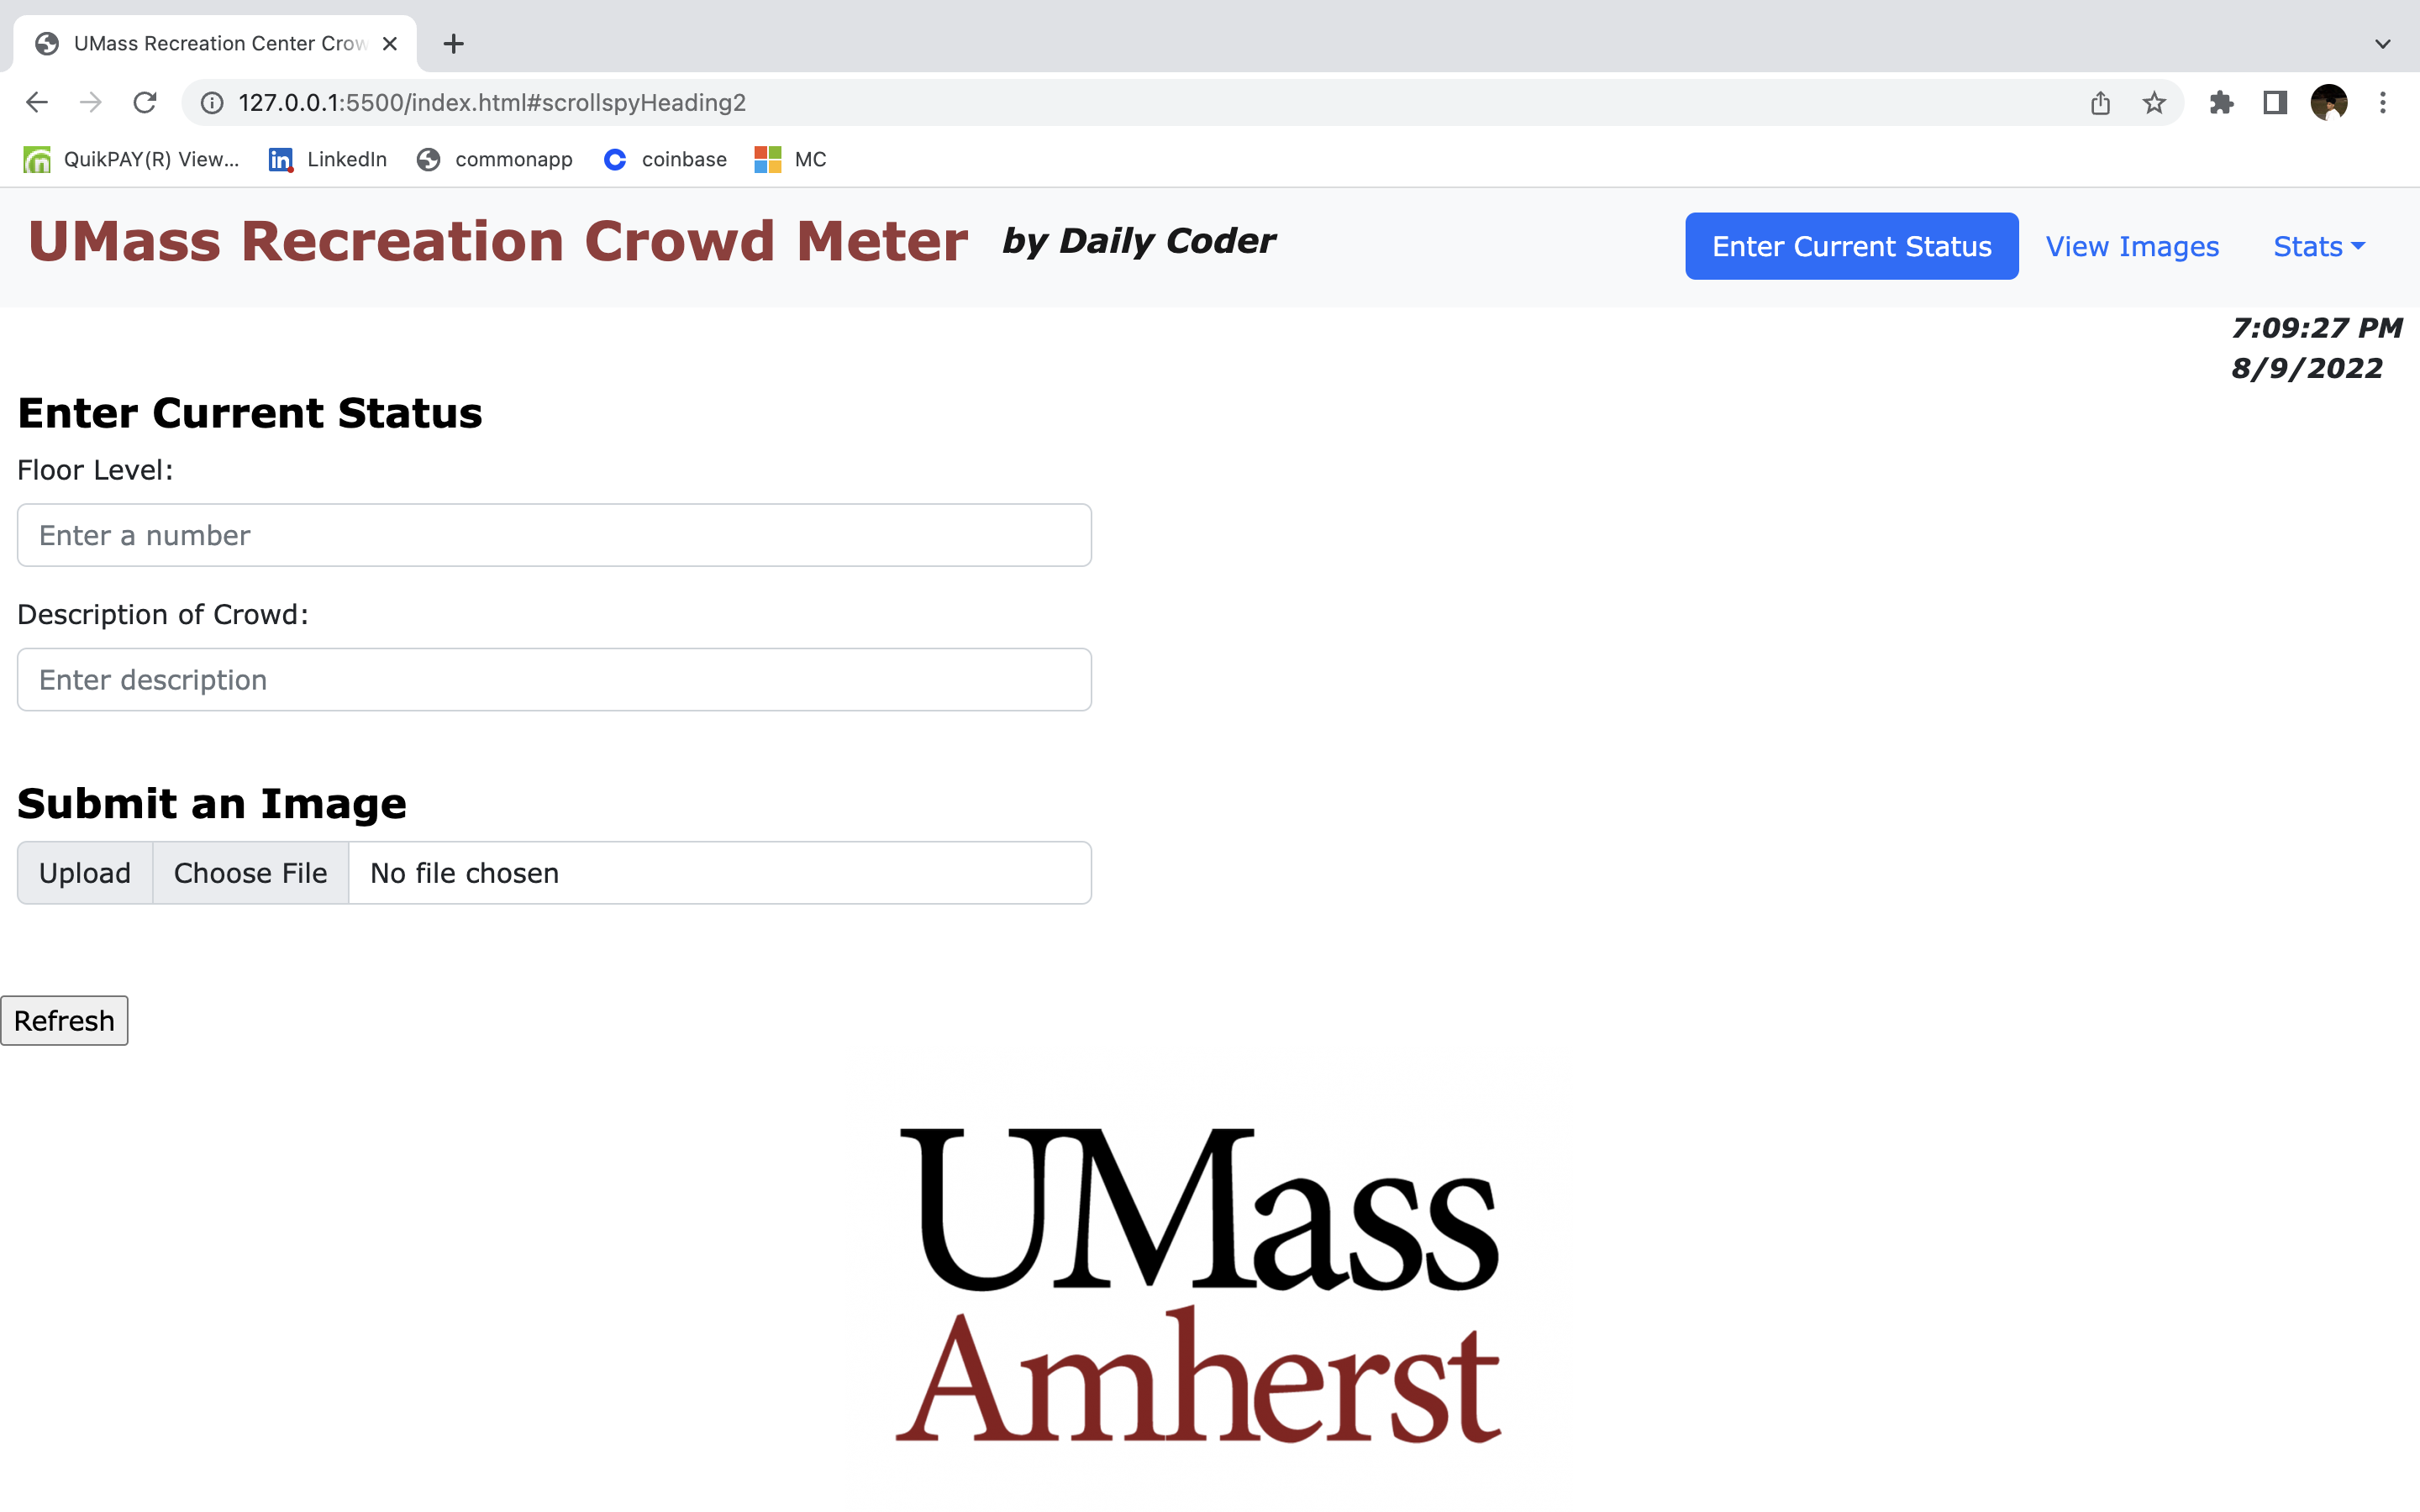 UMass Recreation Center Crow
127.0.0.1:5500/index.html#scrollspyHeading2
QuikPAY(R) View... LinkedIn commonapp coinbase MC
UMass Recreation Crowd Meter by Daily Coder Enter Current Status View Images Stats
7:09:27 PM
8/9/2022
Enter Current Status
Floor Level:
Enter a number
Description of Crowd:
Enter description
Submit an Image
Upload Choose File No file chosen
Refresh
UMass
Amherst